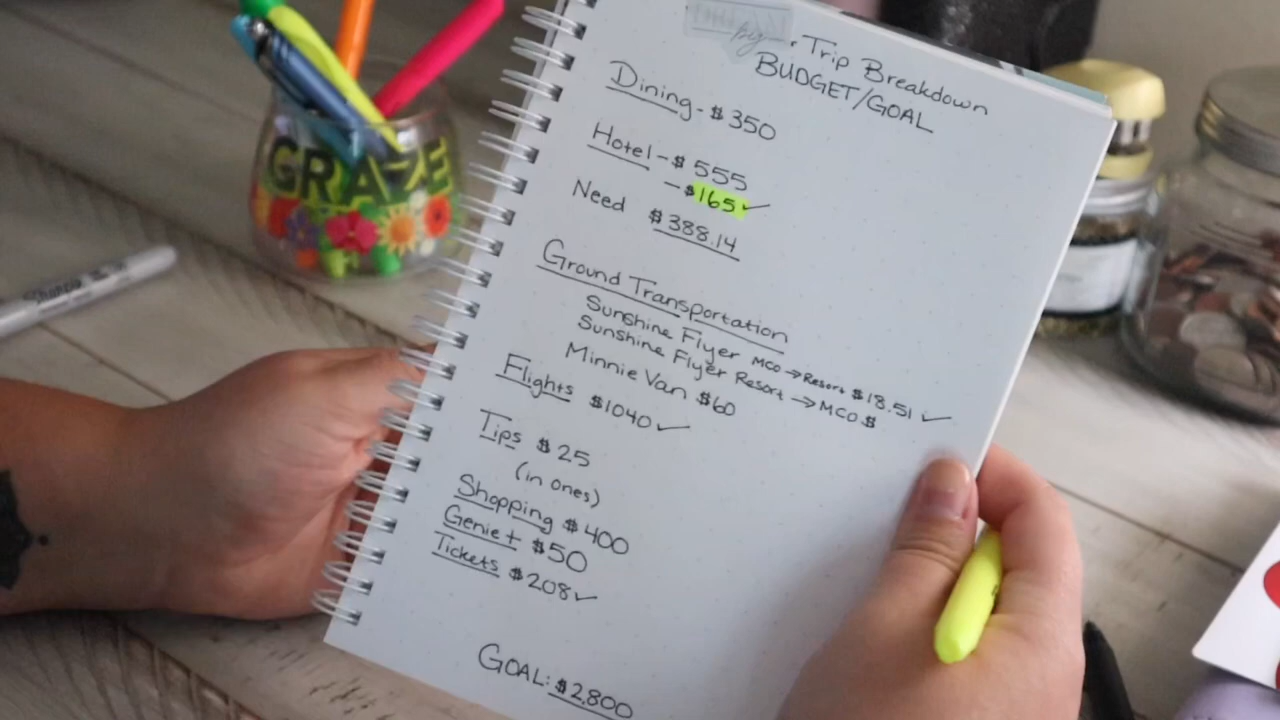 Trip Breakdown
BUDGET/GOAL
Dining - $350
Hotel - $555
- $165 ✓
Need $388.14
Ground Transportation
Sunshine Flyer MCO → Resort $18.51 ✓
Sunshine Flyer Resort → MCO $
Minnie Van $60
Flights $1040 ✓
Tips $25
(in ones)
Shopping $400
Genie+ $50
Tickets $208 ✓
GOAL: $2,800
GRAZE
Sharpie